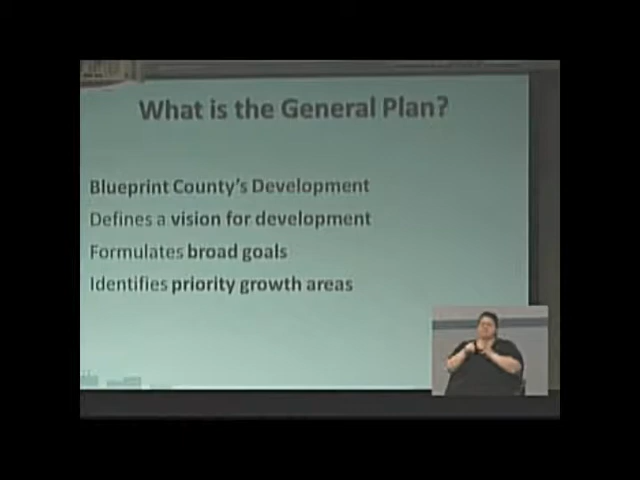 What is the General Plan?
Blueprint County's Development
Defines a vision for development
Formulates broad goals
Identifies priority growth areas